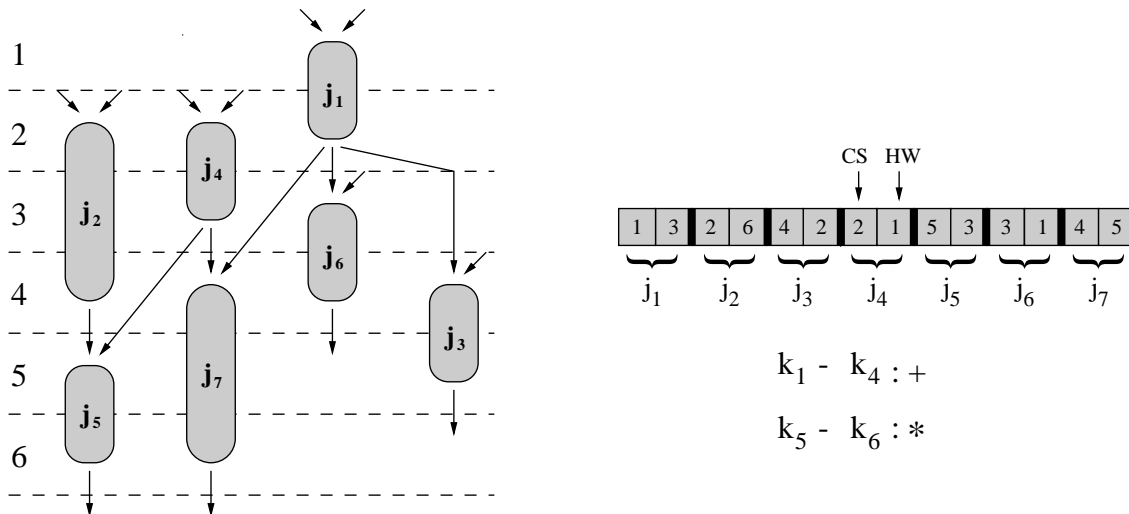 1
j₁
2
j₂
j₄
3
j₆
4
j₃
j₇
5
j₅
6
CS HW
1 3 2 6 4 2 2 1 5 3 3 1 4 5
j₁ j₂ j₃ j₄ j₅ j₆ j₇
k₁ - k₄ : +
k₅ - k₆ : *